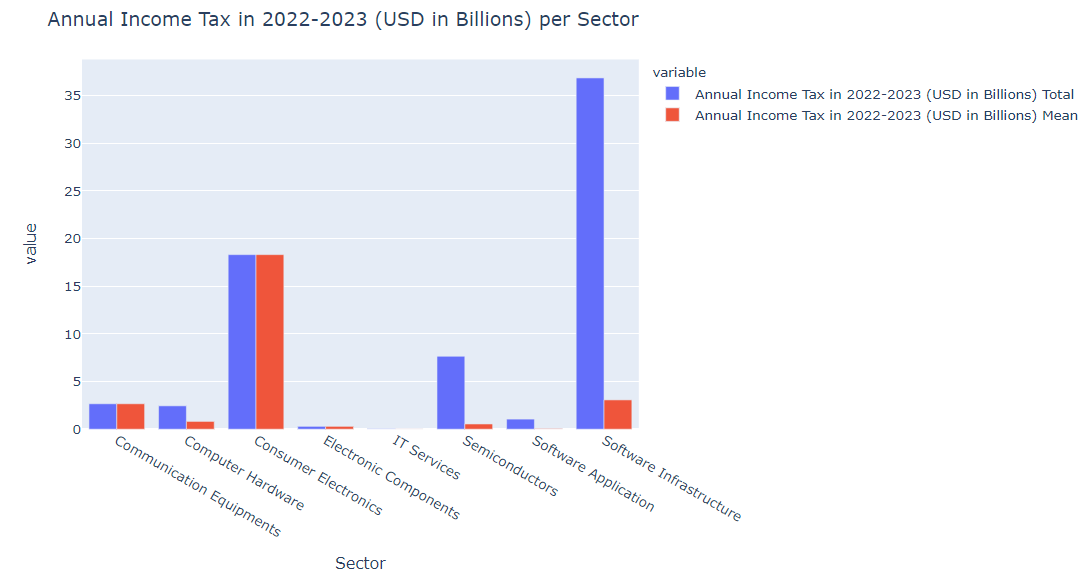 Annual Income Tax in 2022-2023 (USD in Billions) per Sector
variable
Annual Income Tax in 2022-2023 (USD in Billions) Total
Annual Income Tax in 2022-2023 (USD in Billions) Mean
value
35
30
25
20
15
10
5
0
Communication Equipments
Computer Hardware
Consumer Electronics
Electronic Components
IT Services
Semiconductors
Software Application
Software Infrastructure
Sector